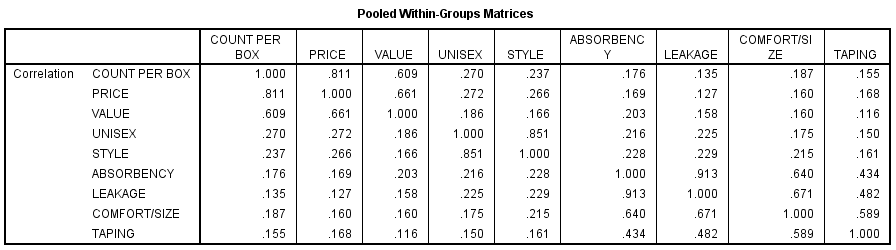 Pooled Within-Groups Matrices
COUNT PER BOX PRICE VALUE UNISEX STYLE ABSORBENC Y LEAKAGE COMFORT/SI ZE TAPING
Correlation COUNT PER BOX 1.000 .811 .609 .270 .237 .176 .135 .187 .155
PRICE .811 1.000 .661 .272 .266 .169 .127 .160 .168
VALUE .609 .661 1.000 .186 .166 .203 .158 .160 .116
UNISEX .270 .272 .186 1.000 .851 .216 .225 .175 .150
STYLE .237 .266 .166 .851 1.000 .228 .229 .215 .161
ABSORBENCY .176 .169 .203 .216 .228 1.000 .913 .640 .434
LEAKAGE .135 .127 .158 .225 .229 .913 1.000 .671 .482
COMFORT/SIZE .187 .160 .160 .175 .215 .640 .671 1.000 .589
TAPING .155 .168 .116 .150 .161 .434 .482 .589 1.000